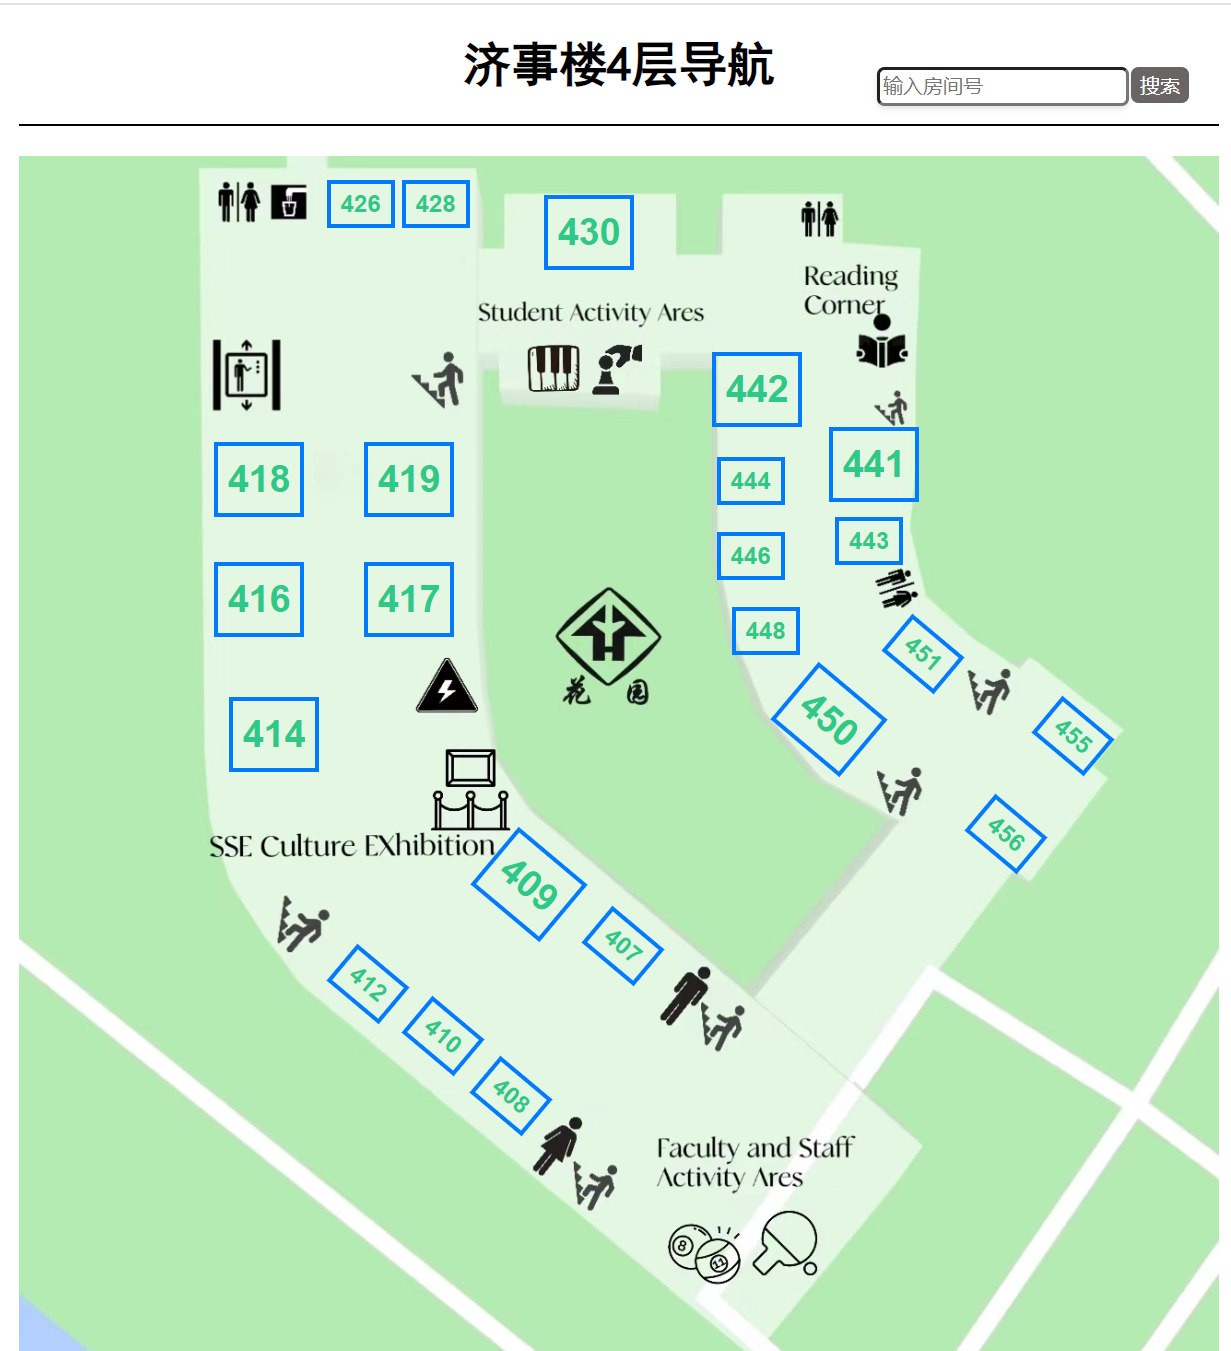 济事楼4层导航
输入房间号
搜索
426
428
430
Reading
Corner
Student Activity Ares
442
441
418
419
444
443
446
416
417
448
451
花 园
450
455
414
456
SSE Culture EXhibition
409
407
412
410
408
Faculty and Staff
Activity Ares
8
11